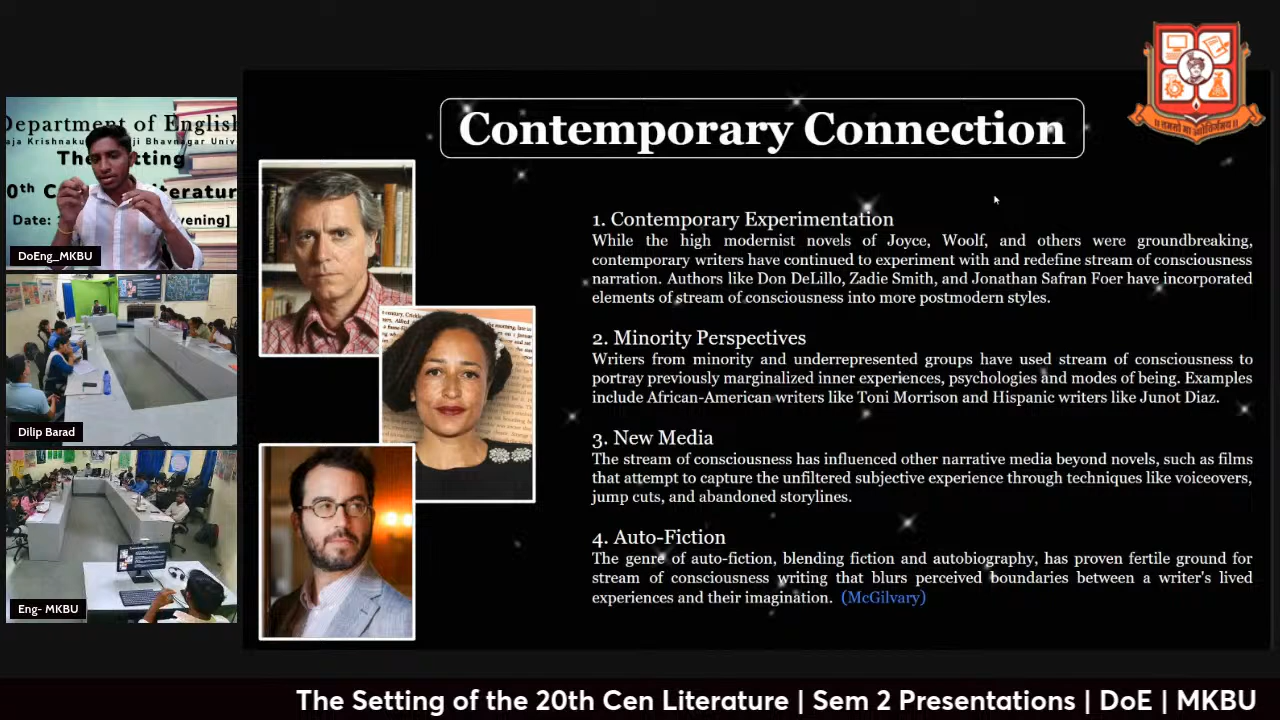 Contemporary Connection
Department of English
The Setting
Date:
DoEng_MKBU
Dilip Barad
Eng- MKBU
1. Contemporary Experimentation
While the high modernist novels of Joyce, Woolf, and others were groundbreaking,
contemporary writers have continued to experiment with and redefine stream of consciousness
narration. Authors like Don DeLillo, Zadie Smith, and Jonathan Safran Foer have incorporated
elements of stream of consciousness into more postmodern styles.
2. Minority Perspectives
Writers from minority and underrepresented groups have used stream of consciousness to
portray previously marginalized inner experiences, psychologies and modes of being. Examples
include African-American writers like Toni Morrison and Hispanic writers like Junot Diaz.
3. New Media
The stream of consciousness has influenced other narrative media beyond novels, such as films
that attempt to capture the unfiltered subjective experience through techniques like voiceovers,
jump cuts, and abandoned storylines.
4. Auto-Fiction
The genre of auto-fiction, blending fiction and autobiography, has proven fertile ground for
stream of consciousness writing that blurs perceived boundaries between a writer's lived
experiences and their imagination. (McGilvary)
The Setting of the 20th Cen Literature | Sem 2 Presentations | DoE | MKBU